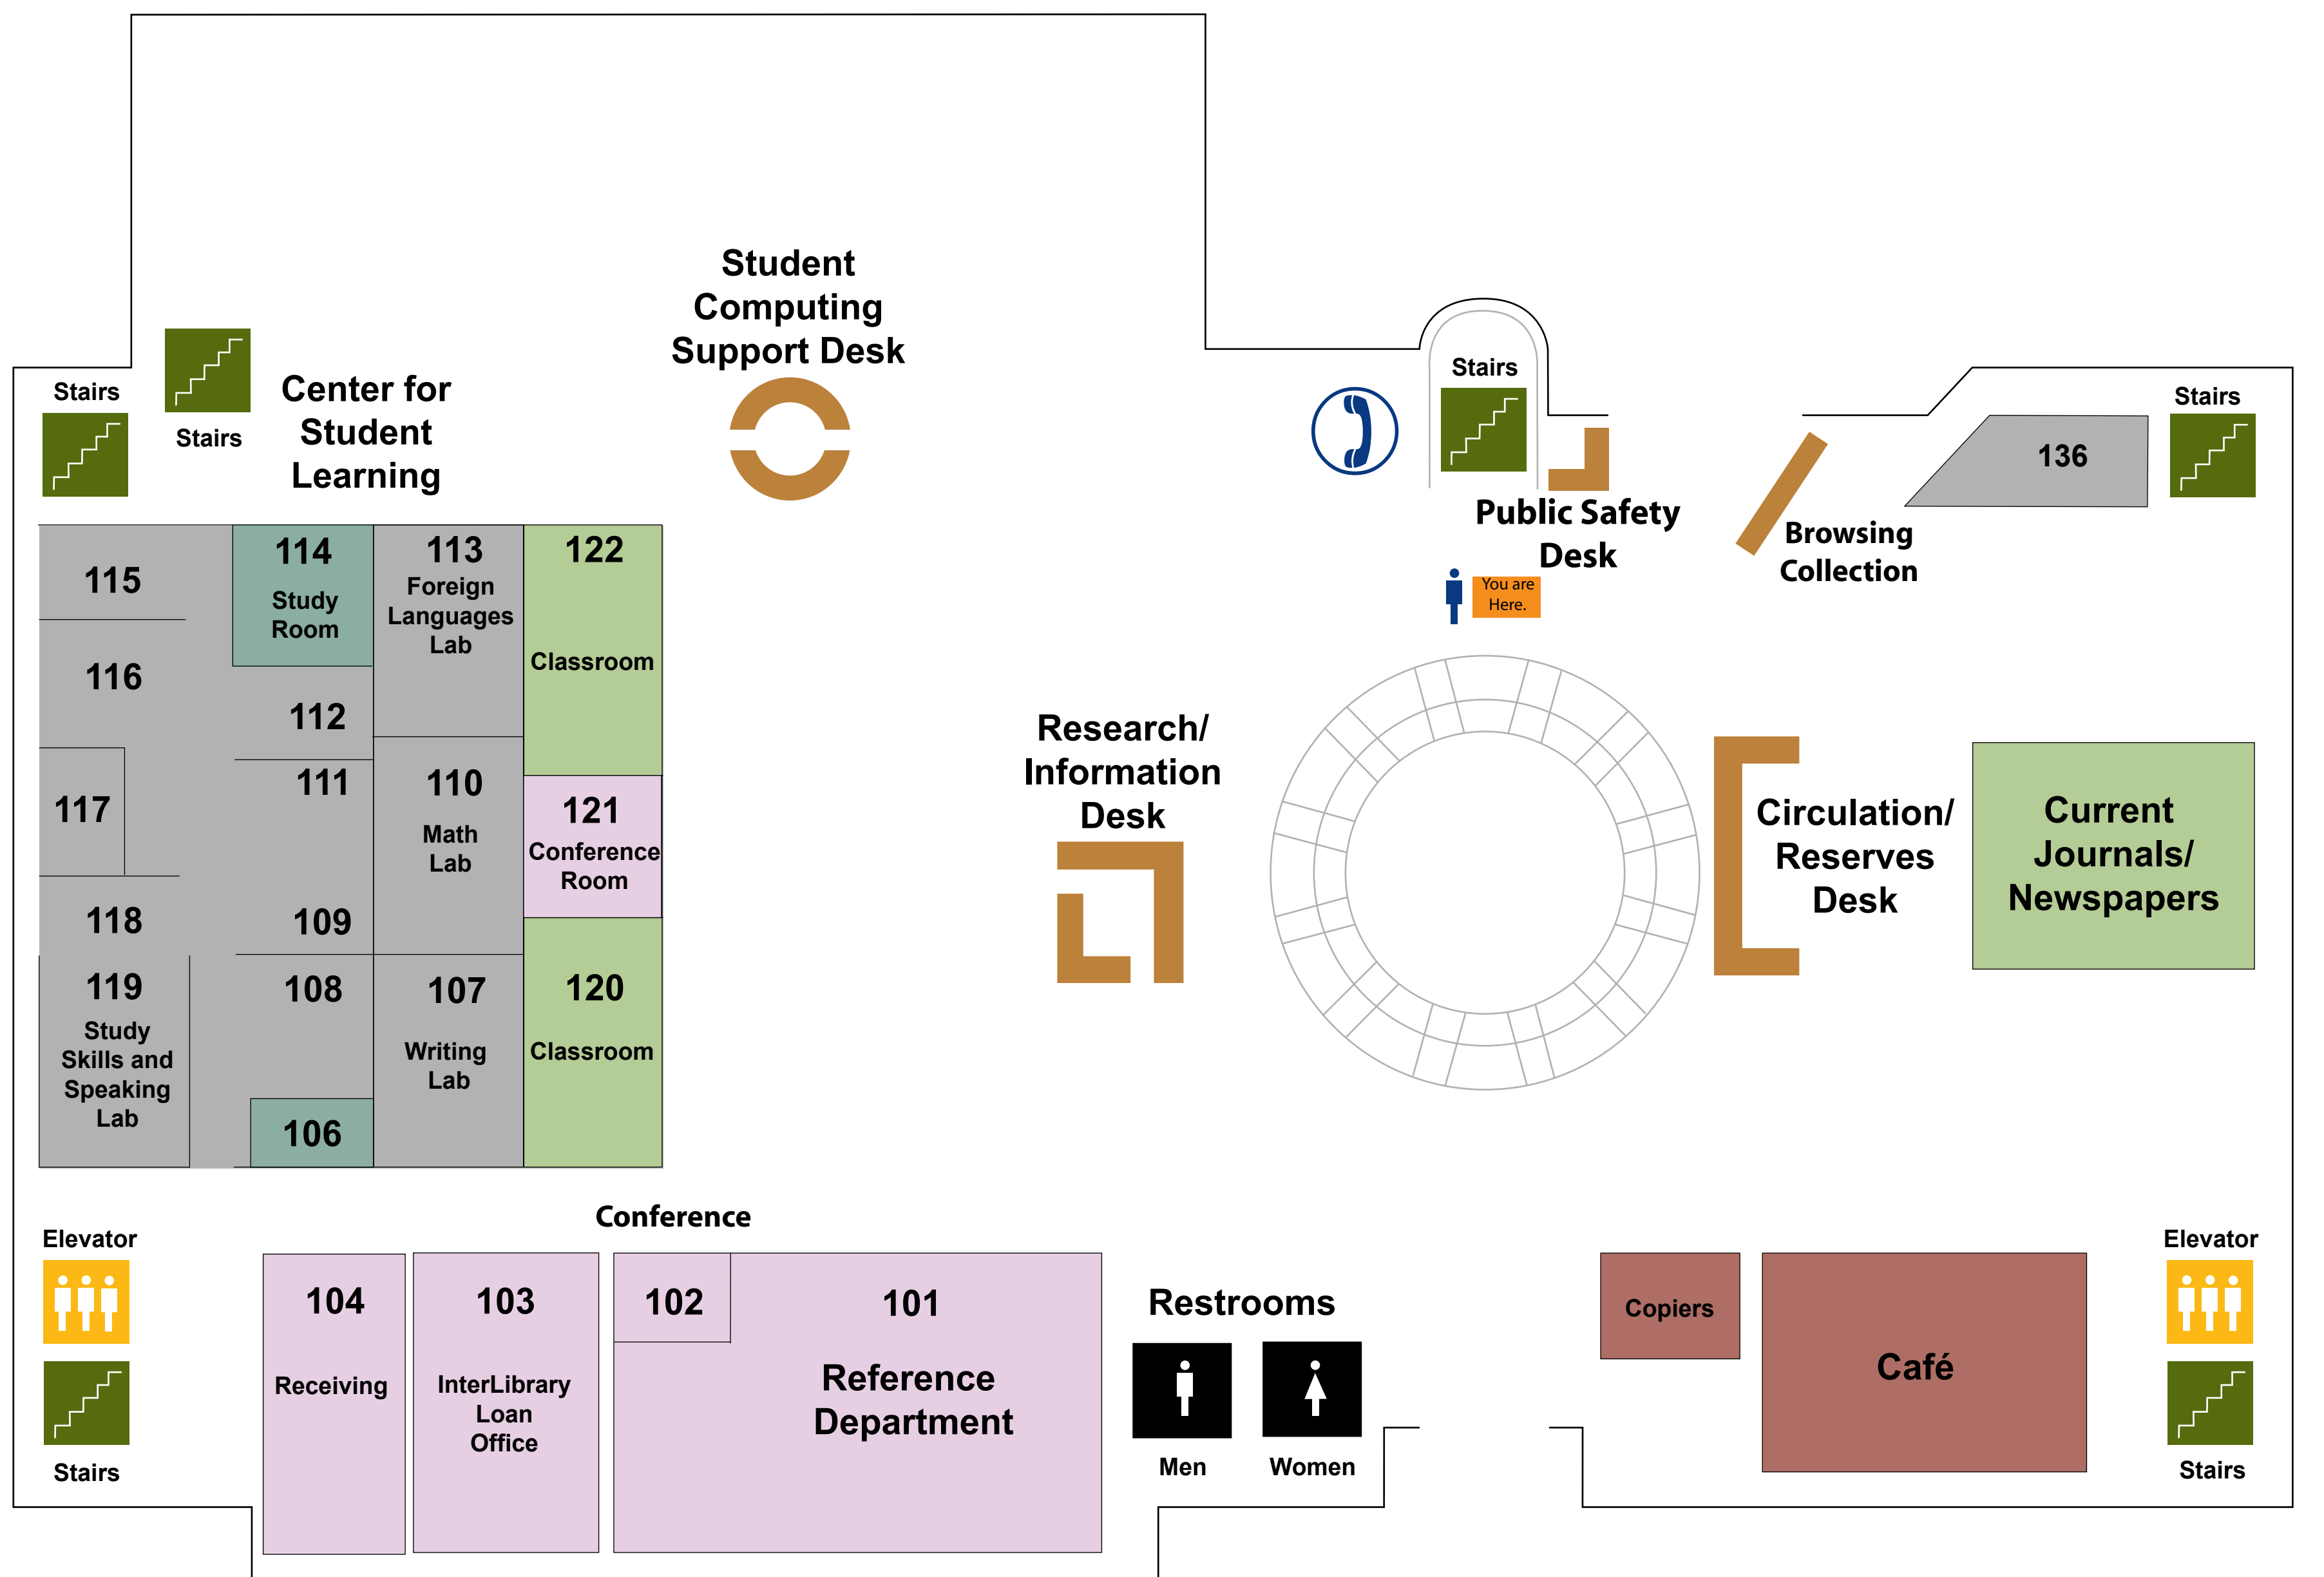 Student
Computing
Support Desk
Stairs
Stairs
Center for
Student
Learning
Stairs
Public Safety
Desk
Browsing
Collection
136
Stairs
You are
Here.
115
116
117
118
119
Study
Skills and
Speaking
Lab
114
Study
Room
112
111
109
108
106
113
Foreign
Languages
Lab
110
Math
Lab
107
Writing
Lab
122
Classroom
121
Conference
Room
120
Classroom
Research/
Information
Desk
Circulation/
Reserves
Desk
Current
Journals/
Newspapers
Elevator
Stairs
Conference
104
Receiving
103
InterLibrary
Loan
Office
102
101
Reference
Department
Restrooms
Men
Women
Copiers
Café
Elevator
Stairs